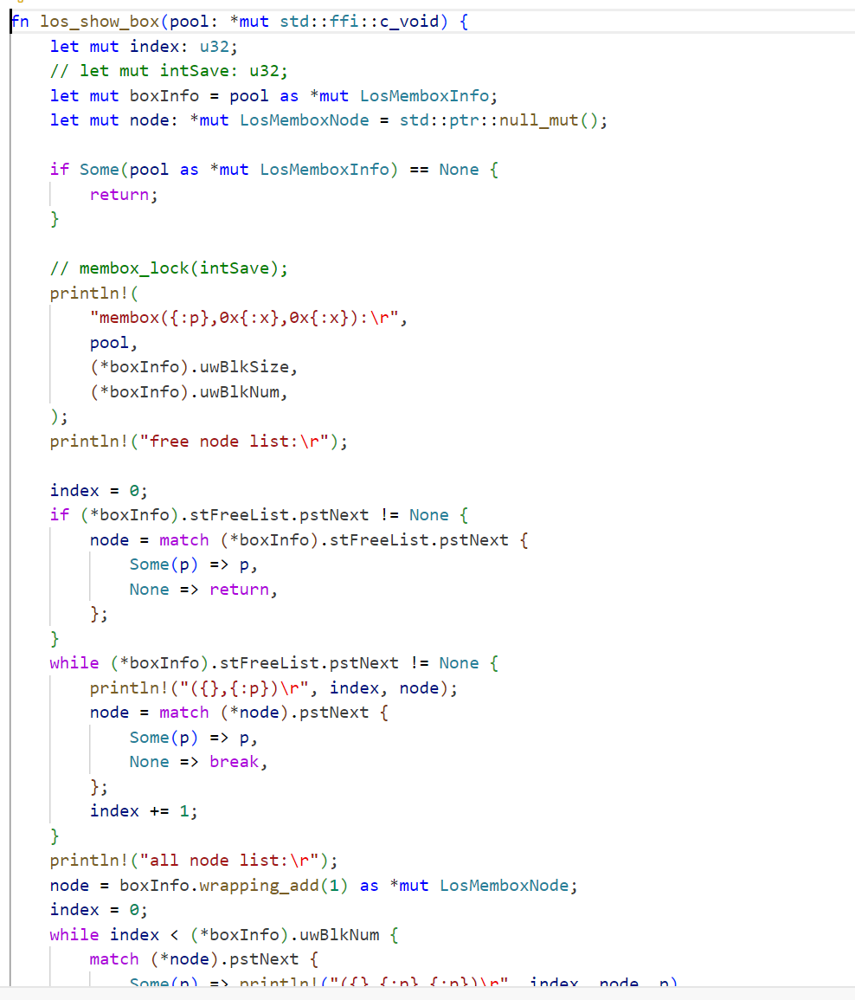 fn los_show_box(pool: *mut std::ffi::c_void) {
    let mut index: u32;
    // let mut intSave: u32;
    let mut boxInfo = pool as *mut LosMemboxInfo;
    let mut node: *mut LosMemboxNode = std::ptr::null_mut();

    if Some(pool as *mut LosMemboxInfo) == None {
        return;
    }

    // membox_lock(intSave);
    println!(
        "membox({:p},0x{:x},0x{:x}):\r",
        pool,
        (*boxInfo).uwBlkSize,
        (*boxInfo).uwBlkNum,
    );
    println!("free node list:\r");

    index = 0;
    if (*boxInfo).stFreeList.pstNext != None {
        node = match (*boxInfo).stFreeList.pstNext {
            Some(p) => p,
            None => return,
        };
    }
    while (*boxInfo).stFreeList.pstNext != None {
        println!("({},{:p})\r", index, node);
        node = match (*node).pstNext {
            Some(p) => p,
            None => break,
        };
        index += 1;
    }
    println!("all node list:\r");
    node = boxInfo.wrapping_add(1) as *mut LosMemboxNode;
    index = 0;
    while index < (*boxInfo).uwBlkNum {
        match (*node).pstNext {
            Some(p) => println!("({},{:p},{:p})\r", index, node, p)